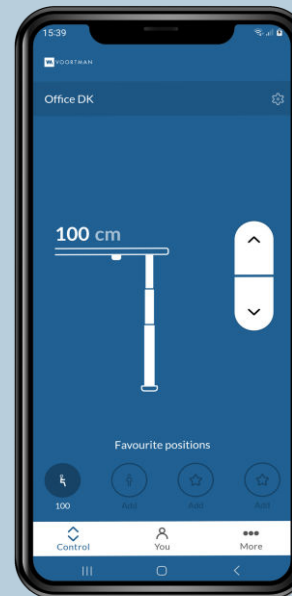 15:39
VOORTMAN
Office DK
100 cm
Favourite positions
100
Add
Add
Add
Control
You
More